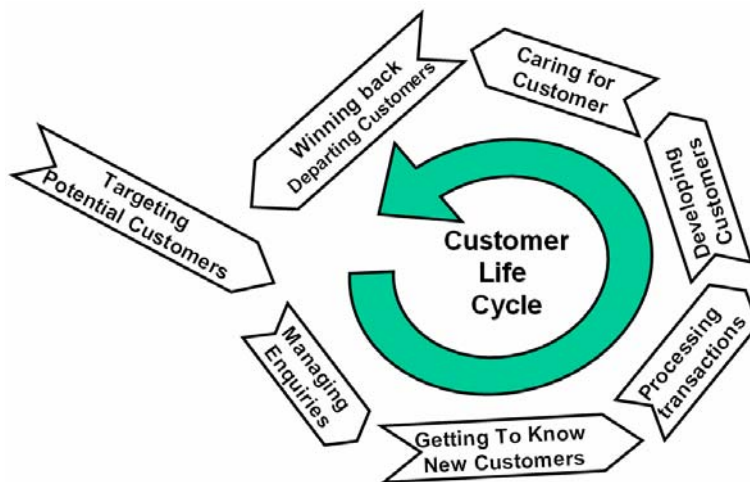 Targeting
Potential Customers
Managing
Enquiries
Getting To Know
New Customers
Processing
transactions
Developing
Customers
Caring for
Customer
Winning back
Departing Customers
Customer
Life
Cycle